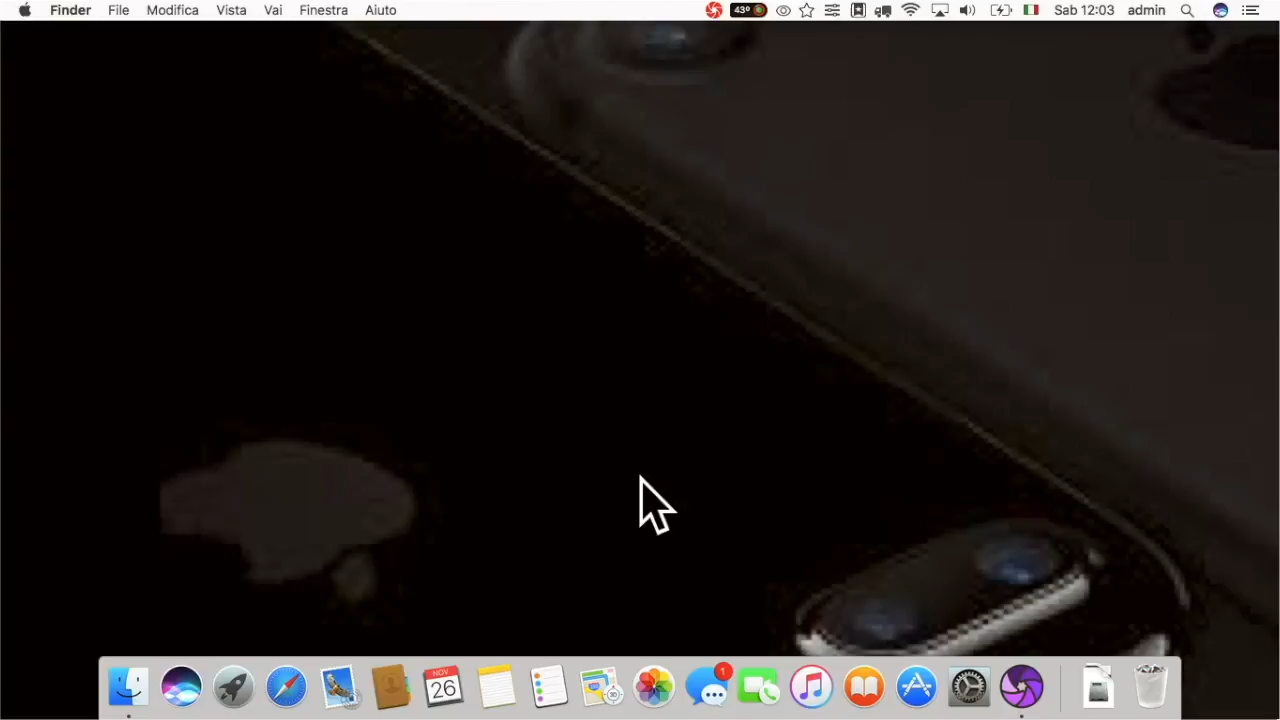 Finder File Modifica Vista Vai Finestra Aiuto 43° Sab 12:03 admin
1
NOV
26